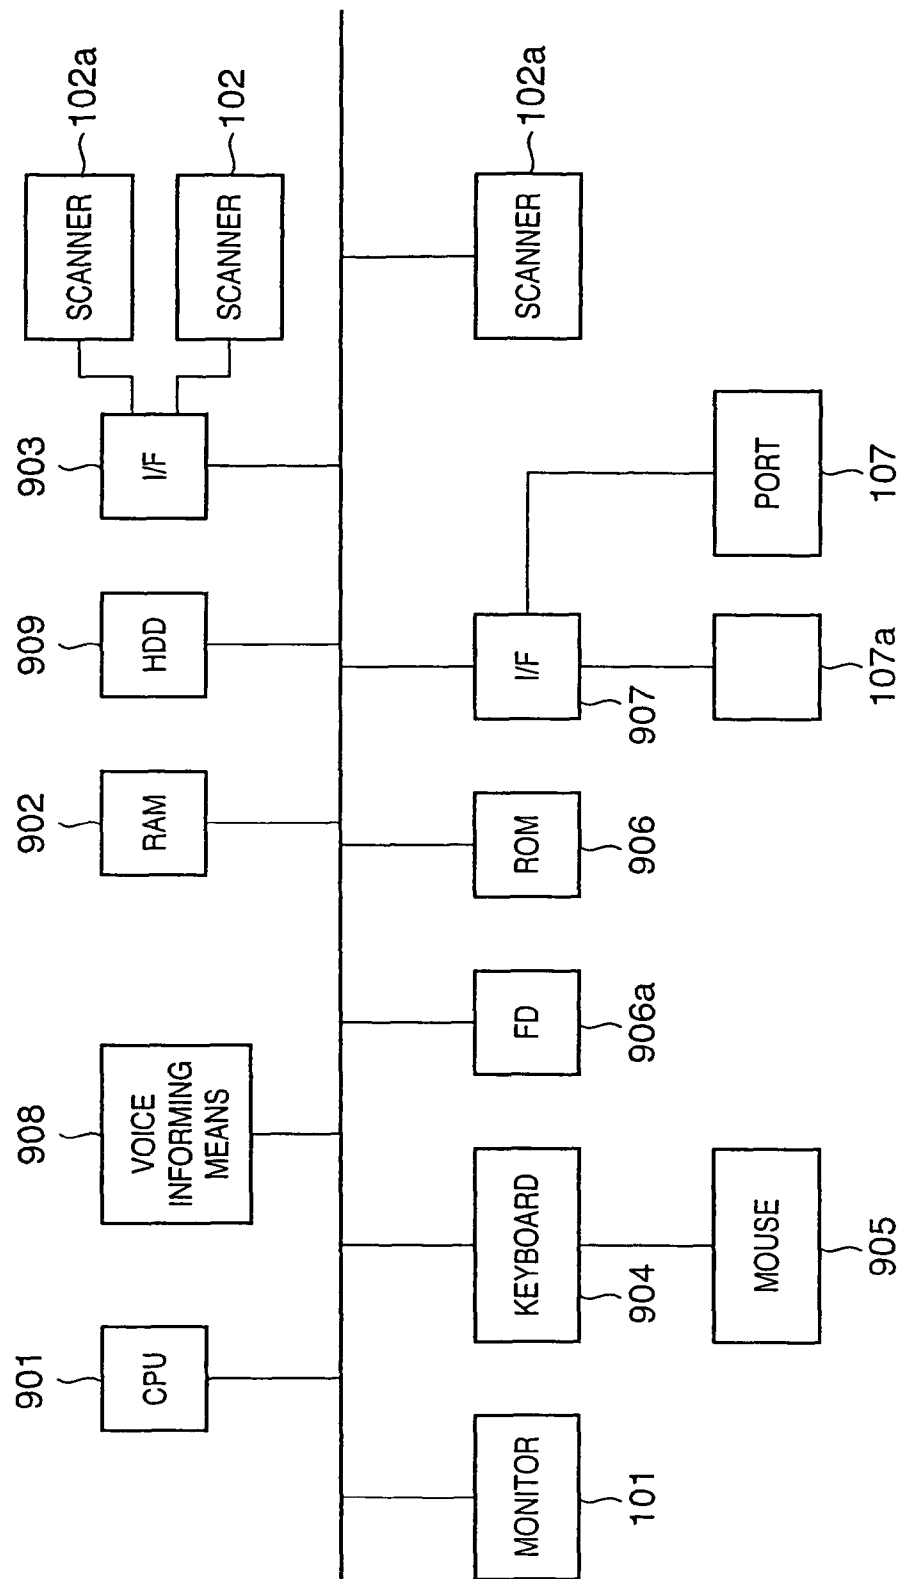 901
CPU
908
VOICE
INFORMING
MEANS
902
RAM
909
HDD
903
I/F
SCANNER
102a
SCANNER
102
MONITOR
101
KEYBOARD
904
MOUSE
905
FD
906a
ROM
906
I/F
907
107a
PORT
107
SCANNER
102a